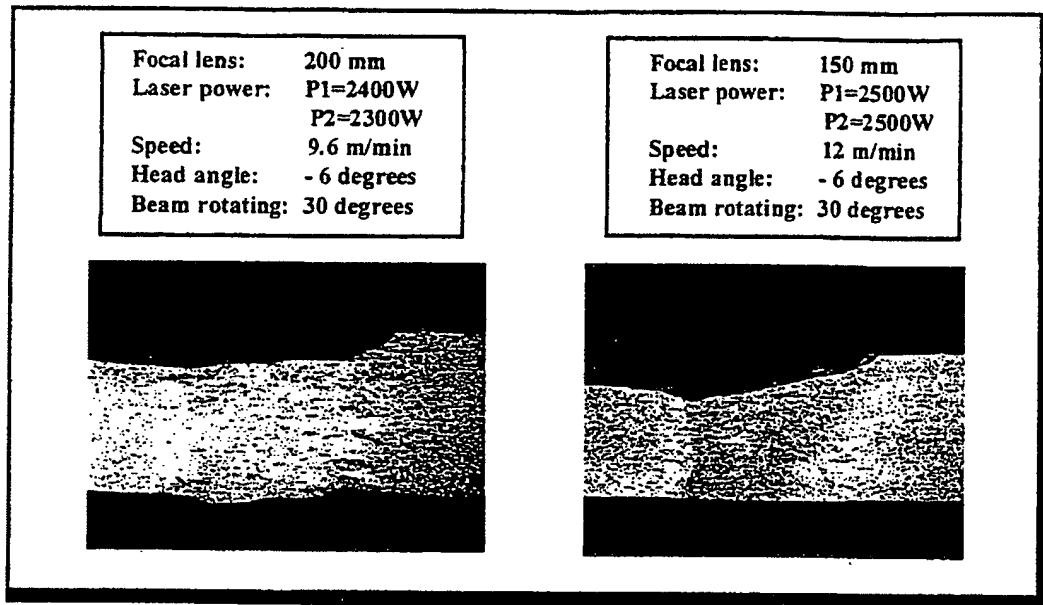 Focal lens: 200 mm
Laser power: P1=2400W
P2=2300W
Speed: 9.6 m/min
Head angle: - 6 degrees
Beam rotating: 30 degrees
Focal lens: 150 mm
Laser power: P1=2500W
P2=2500W
Speed: 12 m/min
Head angle: - 6 degrees
Beam rotating: 30 degrees